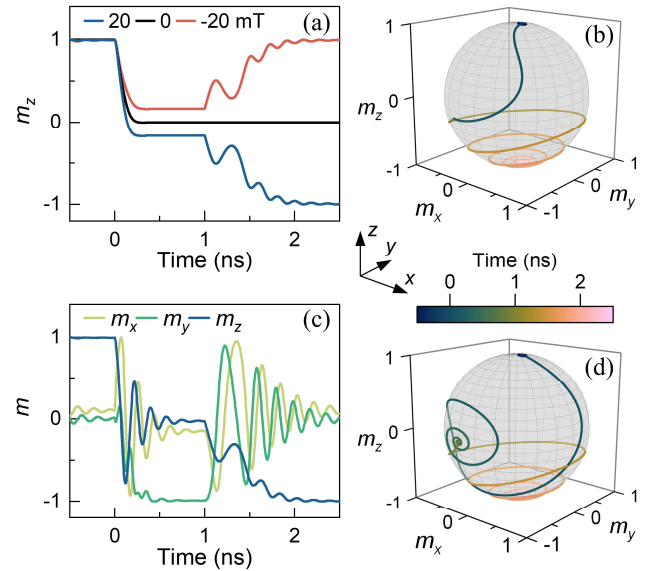 20 0 -20 mT (a)
1
0
-1
m_z
0 1 2
Time (ns)
(b)
1
0
-1
m_z
-1 0 1
m_x
-1 0 1
m_y
z
y
x
Time (ns)
0 1 2
m_x m_y m_z (c)
1
0
-1
m
0 1 2
Time (ns)
(d)
1
0
-1
m_z
-1 0 1
m_x
-1 0 1
m_y